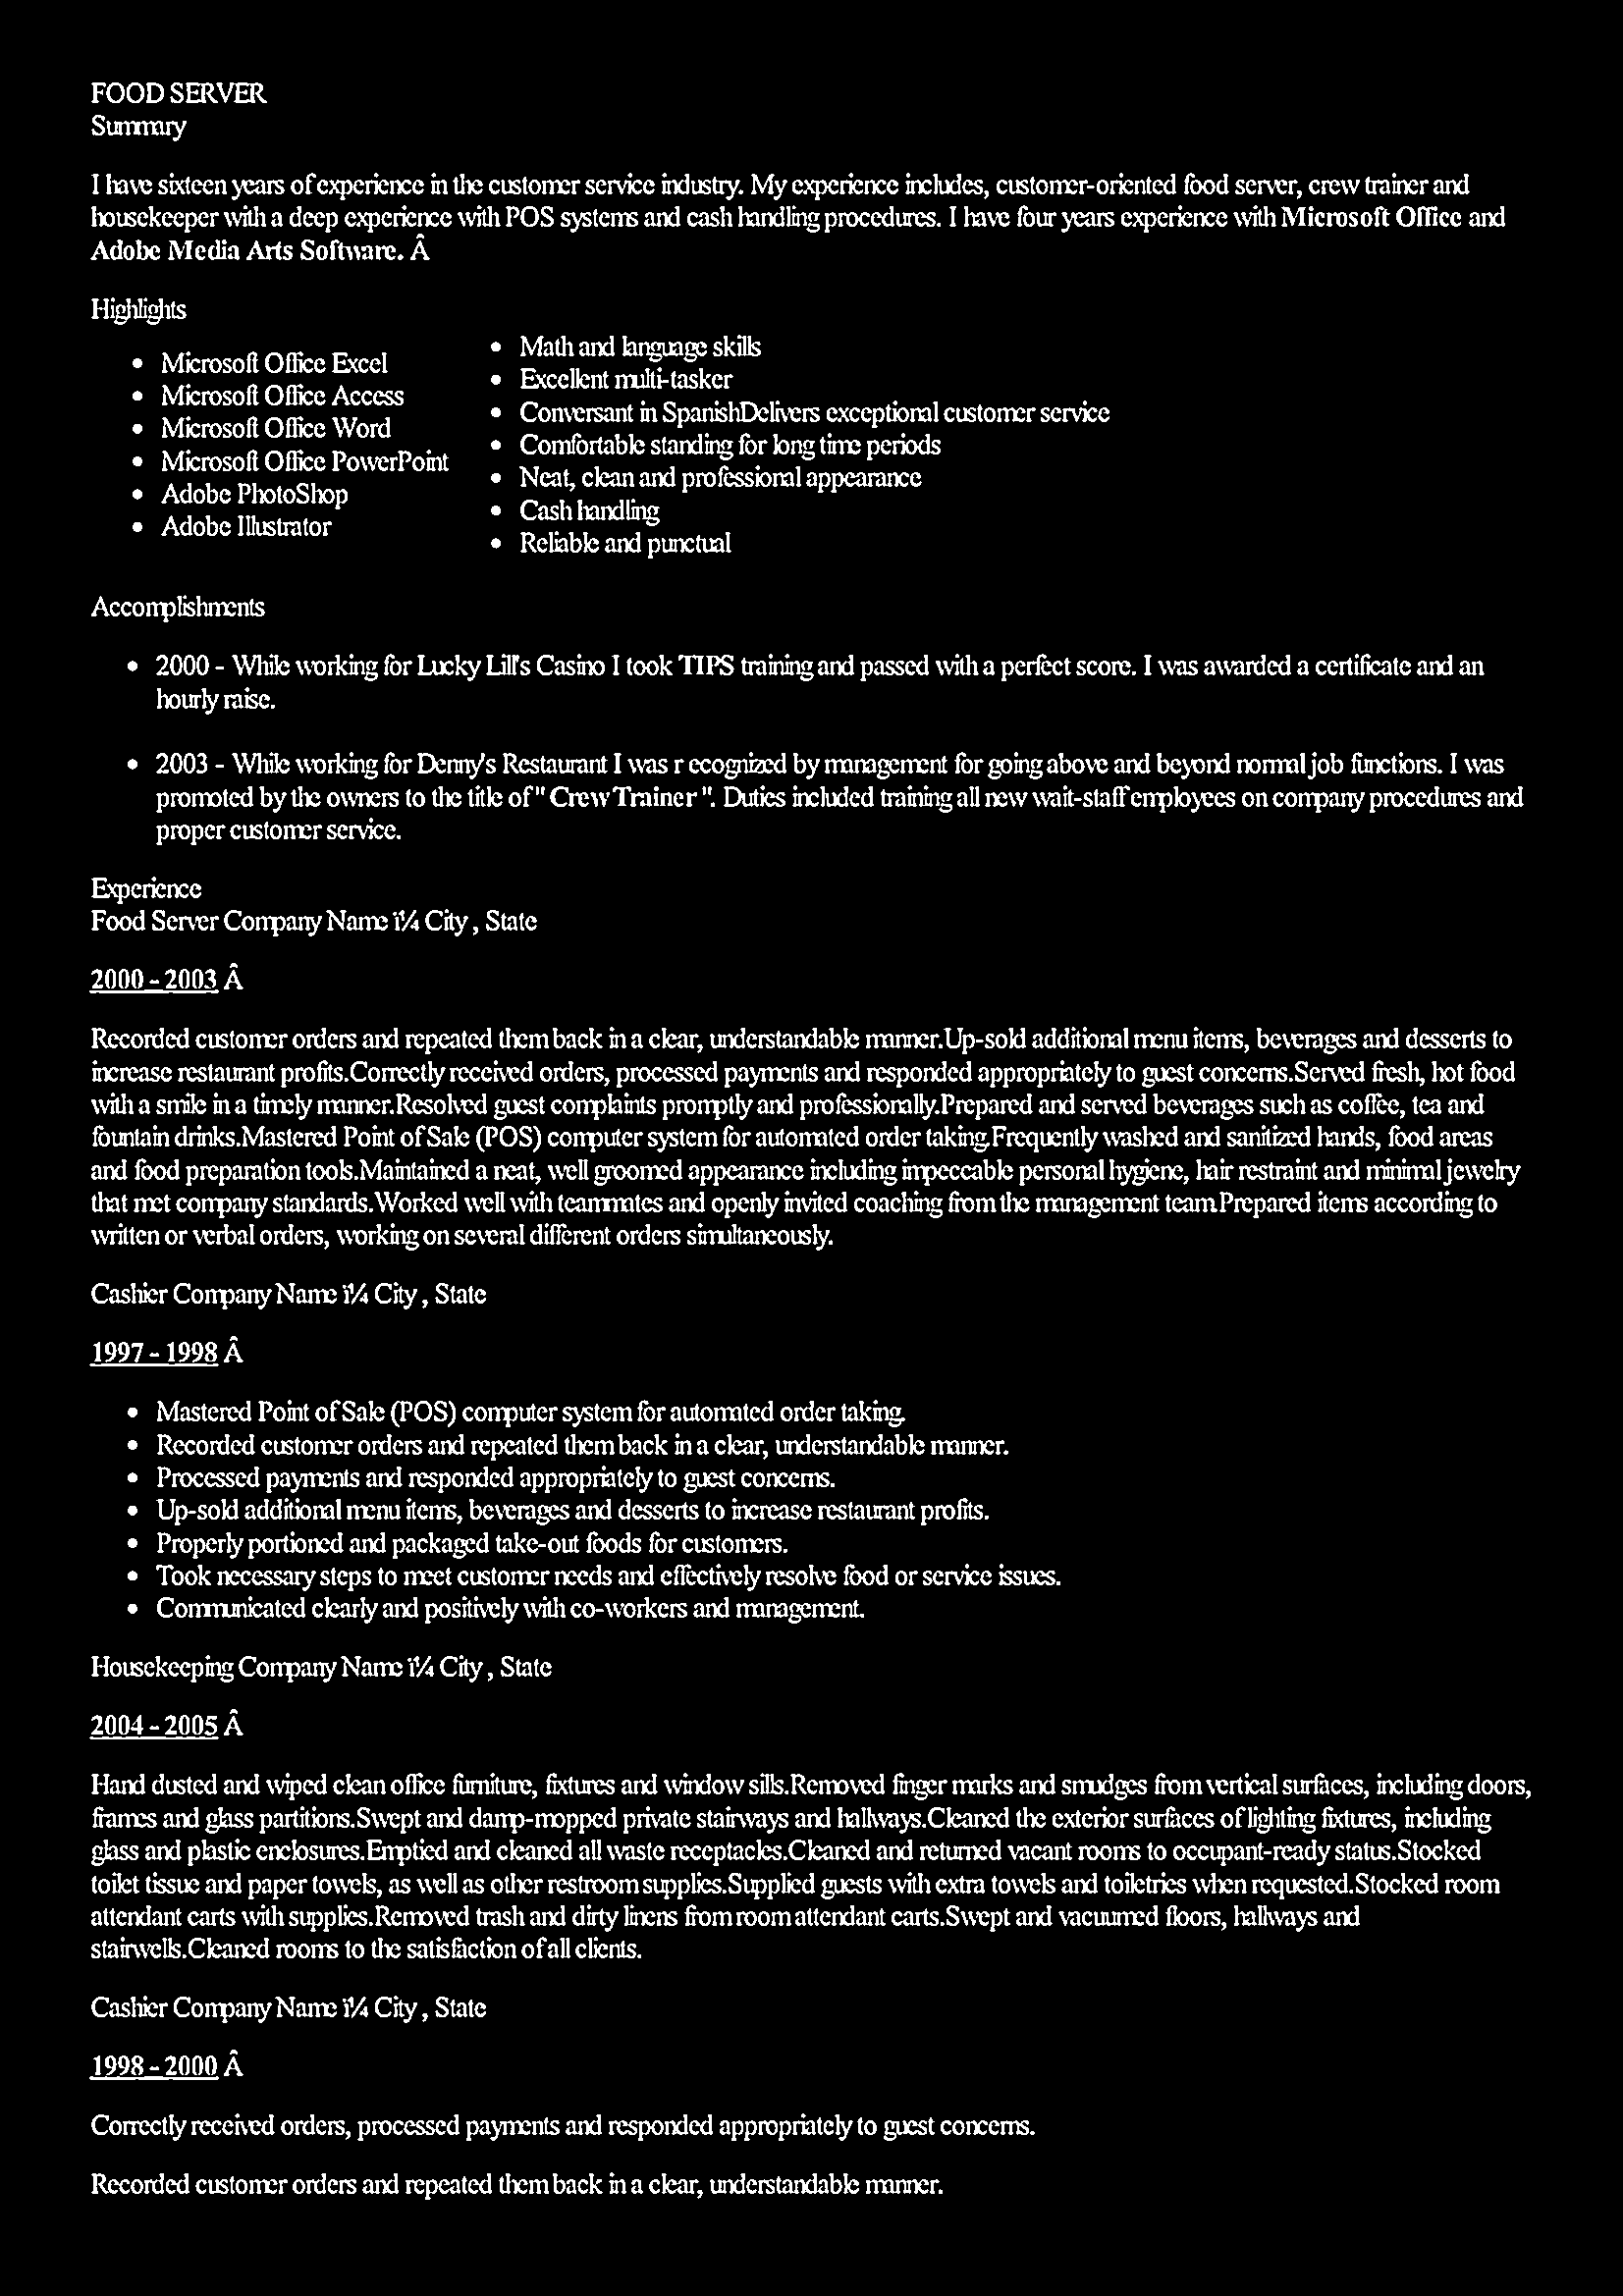 FOOD SERVER
Summary
I have sixteen years of experience in the customer service industry. My experience includes, customer-oriented food server, crew trainer and
housekeeper with a deep experience with POS systems and cash handling procedures. I have four years experience with Microsoft Office and
Adobe Media Arts Software. Â
Highlights
• Microsoft Office Excel
• Microsoft Office Access
• Microsoft Office Word
• Microsoft Office PowerPoint
• Adobe PhotoShop
• Adobe Illustrator
• Math and language skills
• Excellent multi-tasker
• Conversant in SpanishDelivers exceptional customer service
• Comfortable standing for long time periods
• Neat, clean and professional appearance
• Cash handling
• Reliable and punctual
Accomplishments
• 2000 - While working for Lucky Lill's Casino I took TIPS training and passed with a perfect score. I was awarded a certificate and an
hourly raise.
• 2003 - While working for Denny's Restaurant I was r ecognized by management for going above and beyond normal job functions. I was
promoted by the owners to the title of " Crew Trainer ". Duties included training all new wait-staff employees on company procedures and
proper customer service.
Experience
Food Server Company Name ï¼ City , State
2000 - 2003 Â
Recorded customer orders and repeated them back in a clear, understandable manner.Up-sold additional menu items, beverages and desserts to
increase restaurant profits.Correctly received orders, processed payments and responded appropriately to guest concerns.Served fresh, hot food
with a smile in a timely manner.Resolved guest complaints promptly and professionally.Prepared and served beverages such as coffee, tea and
fountain drinks.Mastered Point of Sale (POS) computer system for automated order taking.Frequently washed and sanitized hands, food areas
and food preparation tools.Maintained a neat, well groomed appearance including impeccable personal hygiene, hair restraint and minimal jewelry
that met company standards.Worked well with teammates and openly invited coaching from the management team.Prepared items according to
written or verbal orders, working on several different orders simultaneously.
Cashier Company Name ï¼ City , State
1997 - 1998 Â
• Mastered Point of Sale (POS) computer system for automated order taking.
• Recorded customer orders and repeated them back in a clear, understandable manner.
• Processed payments and responded appropriately to guest concerns.
• Up-sold additional menu items, beverages and desserts to increase restaurant profits.
• Properly portioned and packaged take-out foods for customers.
• Took necessary steps to meet customer needs and effectively resolve food or service issues.
• Communicated clearly and positively with co-workers and management.
Housekeeping Company Name ï¼ City , State
2004 - 2005 Â
Hand dusted and wiped clean office furniture, fixtures and window sills.Removed finger marks and smudges from vertical surfaces, including doors,
frames and glass partitions.Swept and damp-mopped private stairways and hallways.Cleaned the exterior surfaces of lighting fixtures, including
glass and plastic enclosures.Emptied and cleaned all waste receptacles.Cleaned and returned vacant rooms to occupant-ready status.Stocked
toilet tissue and paper towels, as well as other restroom supplies.Supplied guests with extra towels and toiletries when requested.Stocked room
attendant carts with supplies.Removed trash and dirty linens from room attendant carts.Swept and vacuumed floors, hallways and
stairwells.Cleaned rooms to the satisfaction of all clients.
Cashier Company Name ï¼ City , State
1998 - 2000 Â
Correctly received orders, processed payments and responded appropriately to guest concerns.
Recorded customer orders and repeated them back in a clear, understandable manner.